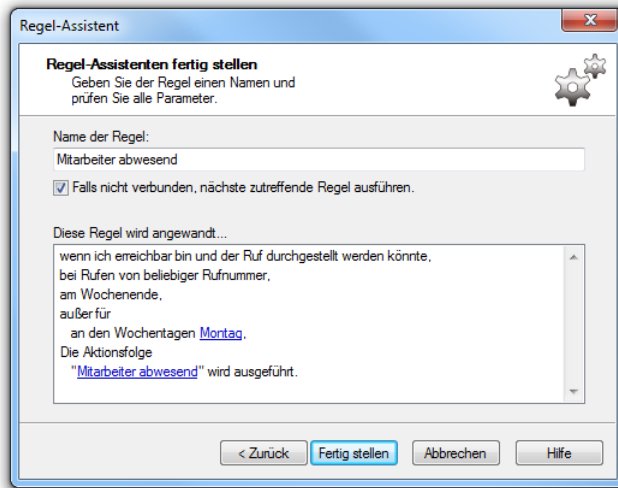 Regel-Assistent
Regel-Assistenten fertig stellen
Geben Sie der Regel einen Namen und
prüfen Sie alle Parameter.
Name der Regel:
Mitarbeiter abwesend
Falls nicht verbunden, nächste zutreffende Regel ausführen.
Diese Regel wird angewandt...
wenn ich erreichbar bin und der Ruf durchgestellt werden könnte,
bei Rufen von beliebiger Rufnummer,
am Wochenende,
außer für
an den Wochentagen Montag,
Die Aktionsfolge
"Mitarbeiter abwesend" wird ausgeführt.
< Zurück Fertig stellen Abbrechen Hilfe